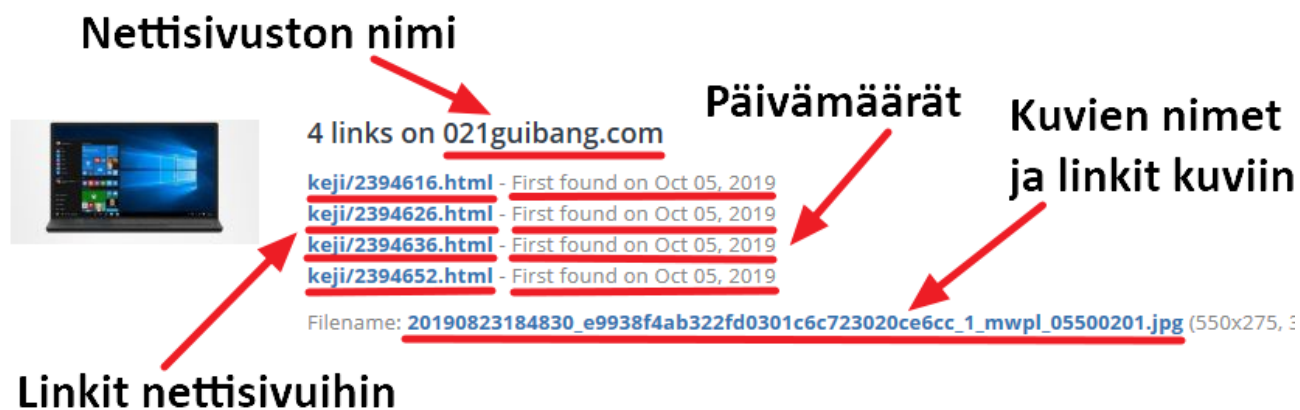 Nettisivuston nimi
Päivämäärät
Kuvien nimet
ja linkit kuviin
4 links on 021guibang.com
keji/2394616.html - First found on Oct 05, 2019
keji/2394626.html - First found on Oct 05, 2019
keji/2394636.html - First found on Oct 05, 2019
keji/2394652.html - First found on Oct 05, 2019
Filename: 20190823184830_e9938f4ab322fd0301c6c723020ce6cc_1_mwpl_05500201.jpg (550x275,
Linkit nettisivuihin